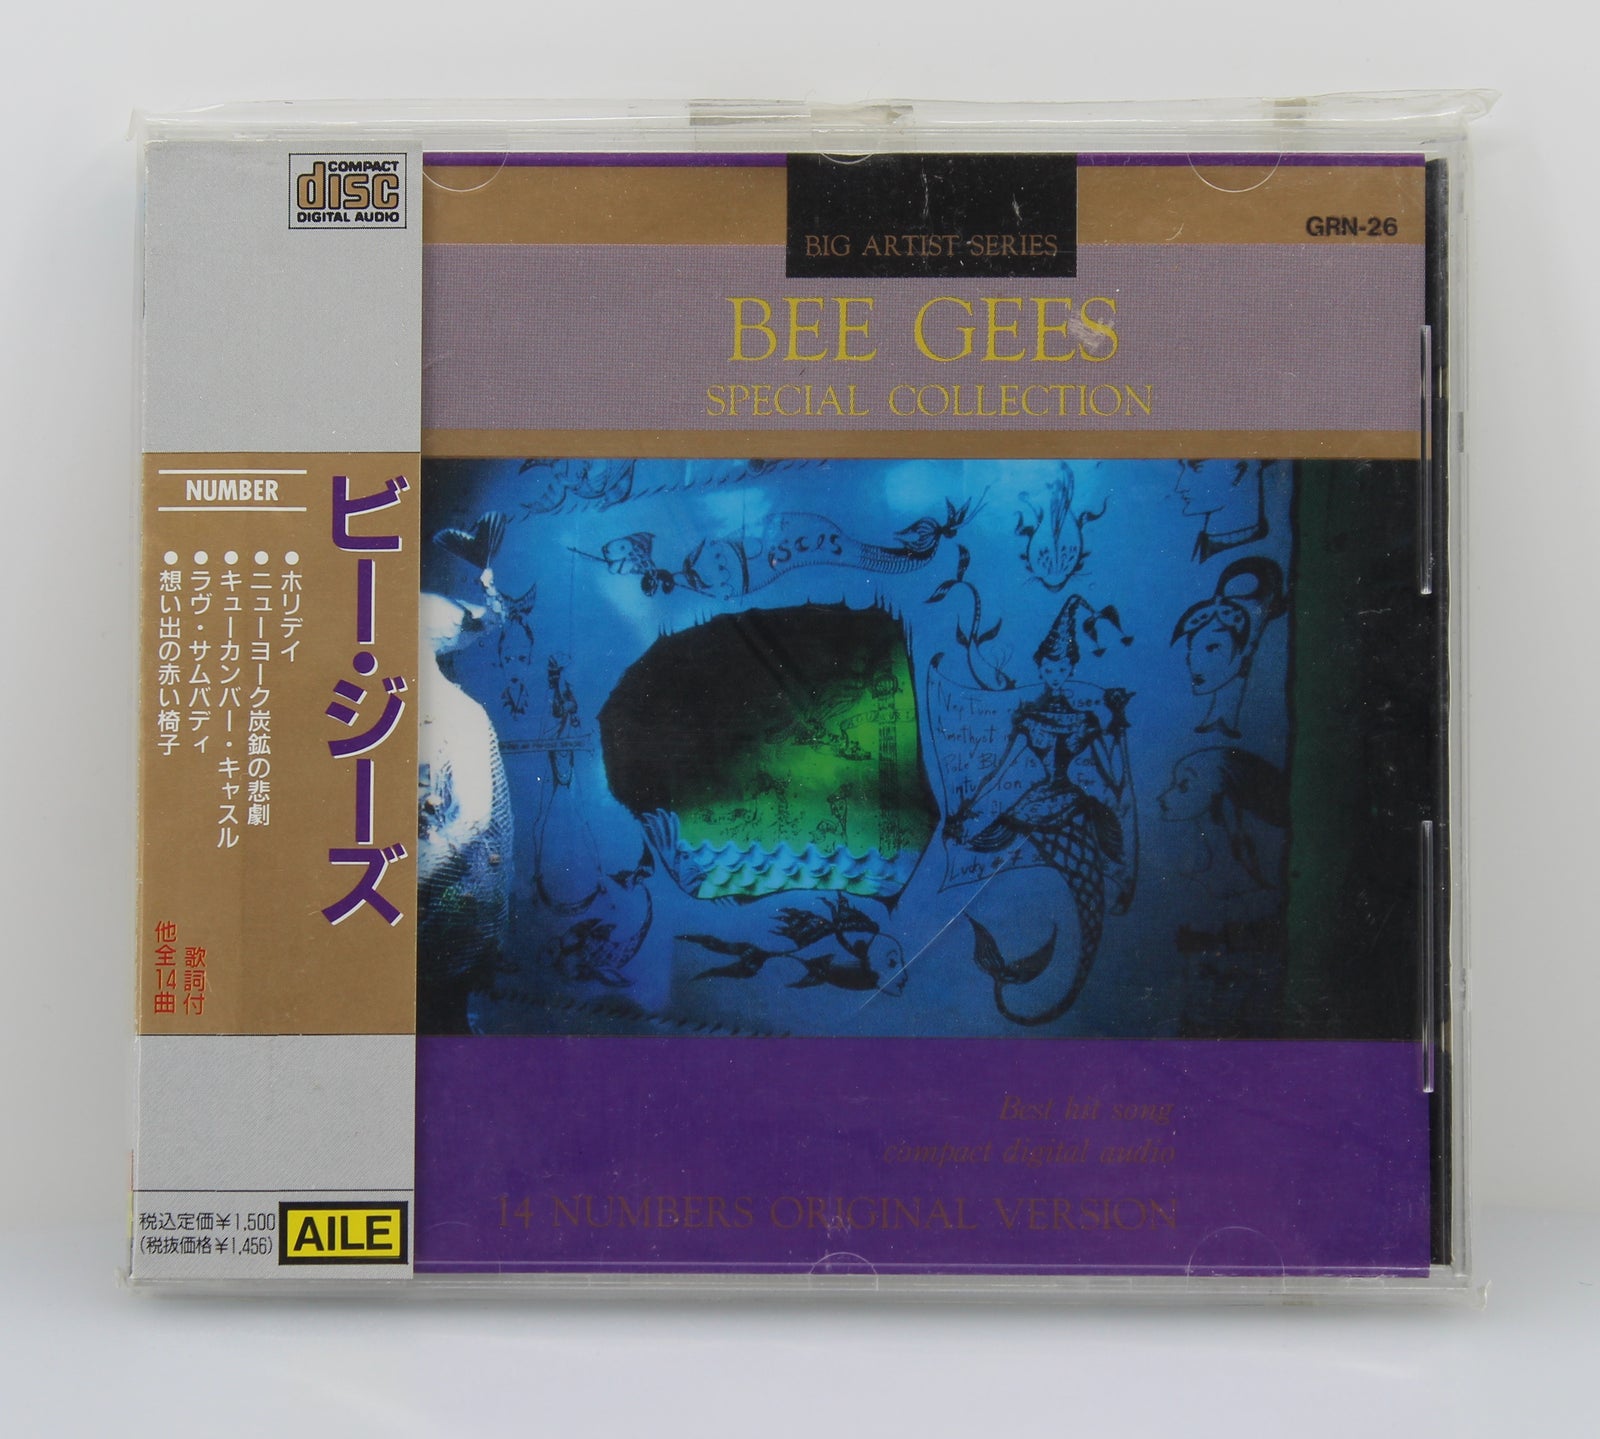 COMPACT
disc
DIGITAL AUDIO
NUMBER
ビー・ジーズ
●ホリデイ
●ニューヨーク炭鉱の悲劇
●キューカンバー・キャスル
●ラヴ・サムバディ
●想い出の赤い椅子
歌詞付
他全14曲
税込定価￥1,500
(税抜価格￥1,456)
AILE
BIG ARTIST SERIES
GRN-26
BEE GEES
SPECIAL COLLECTION
Pisces
Neptune
Amethyst
Best hit song
compact digital audio
14 NUMBERS ORIGINAL VERSION